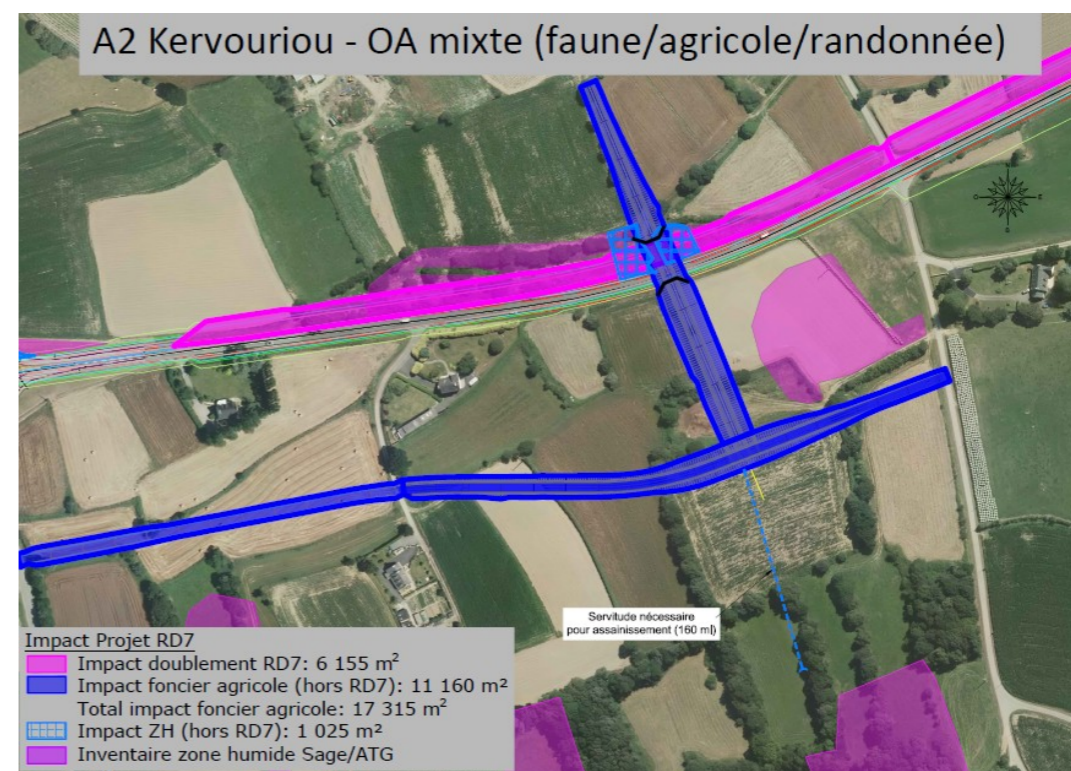 A2 Kervouriou - OA mixte (faune/agricole/randonnée)
Servitude nécessaire
pour assainissement (160 ml)
Impact Projet RD7
Impact doublement RD7: 6 155 m²
Impact foncier agricole (hors RD7): 11 160 m²
Total impact foncier agricole: 17 315 m²
Impact ZH (hors RD7): 1 025 m²
Inventaire zone humide Sage/ATG